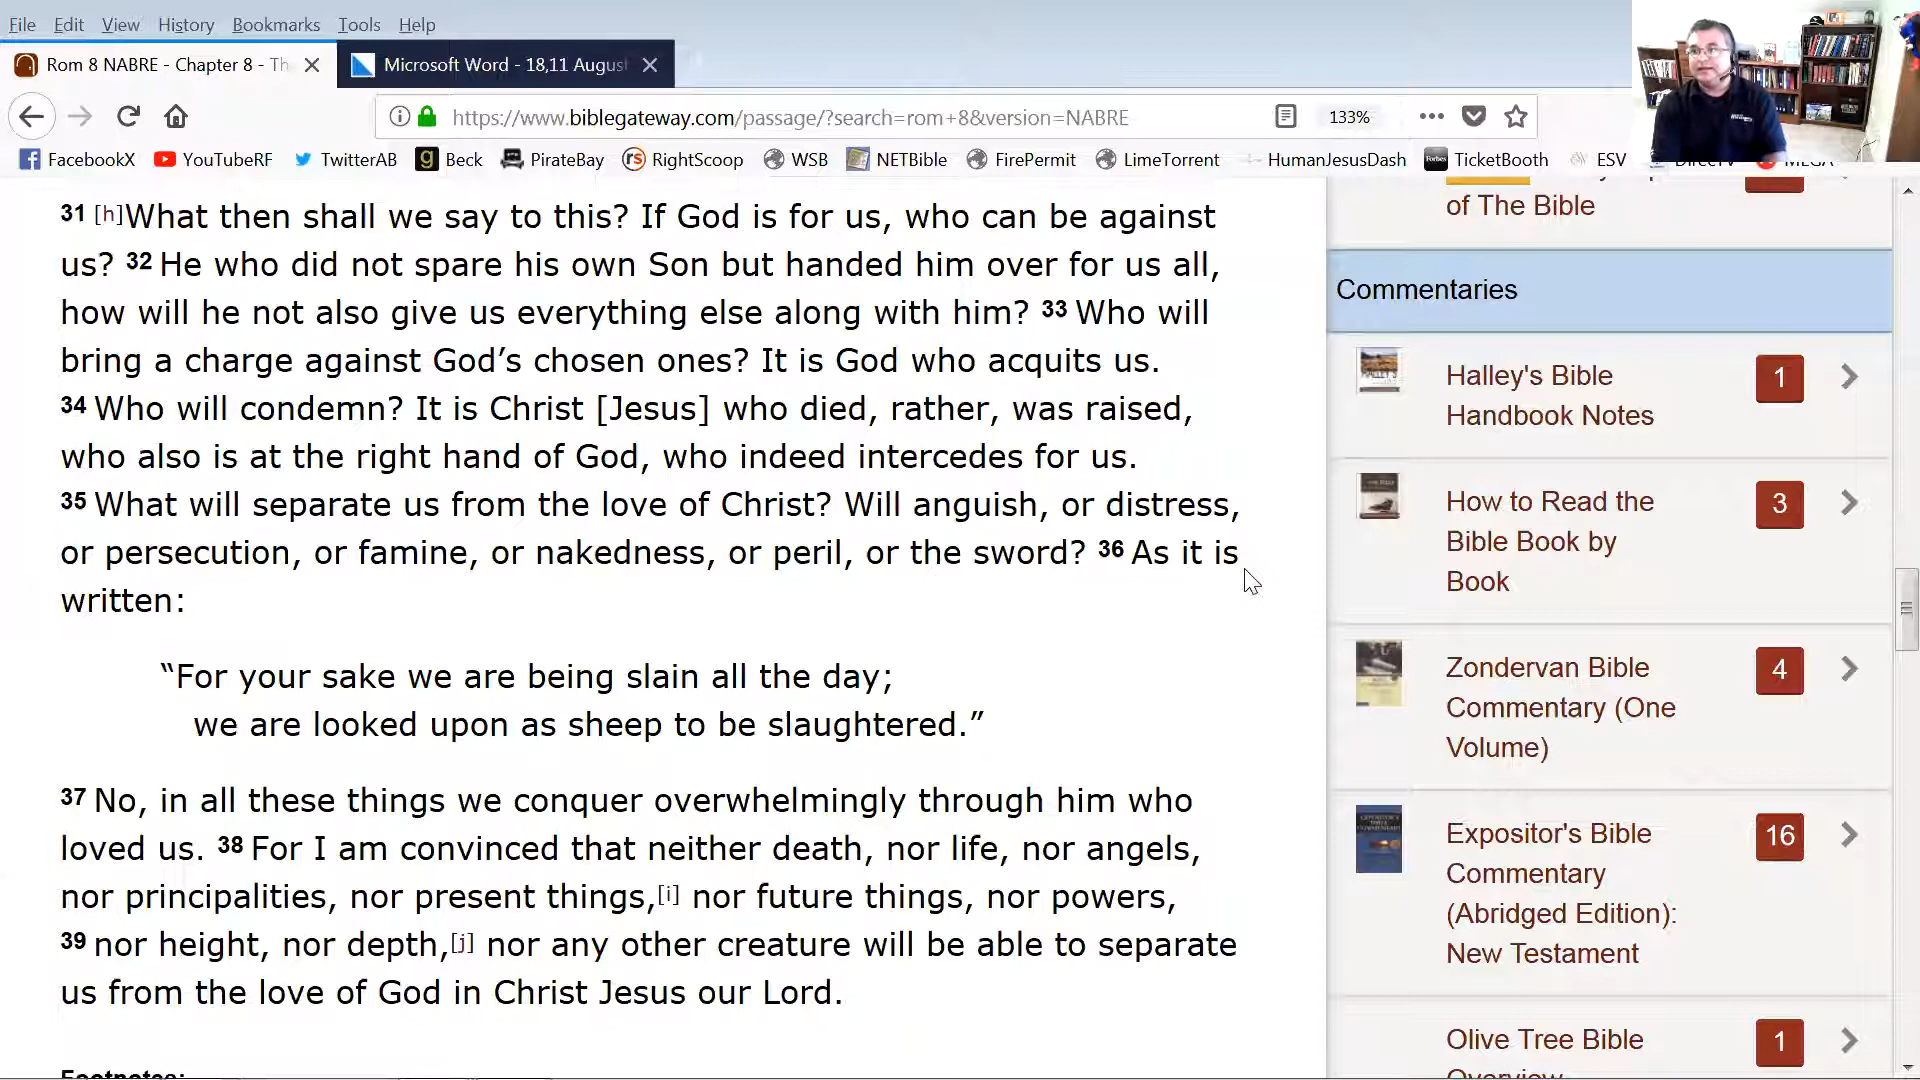 File Edit View History Bookmarks Tools Help
Rom 8 NABRE - Chapter 8 - Th
Microsoft Word - 18,11 Augus
https://www.biblegateway.com/passage/?search=rom+8&version=NABRE
133%
FacebookX YouTubeRF TwitterAB Beck PirateBay RightScoop WSB NETBible FirePermit LimeTorrent HumanJesusDash TicketBooth ESV
31 [h]What then shall we say to this? If God is for us, who can be against
us? 32 He who did not spare his own Son but handed him over for us all,
how will he not also give us everything else along with him? 33 Who will
bring a charge against God’s chosen ones? It is God who acquits us.
34 Who will condemn? It is Christ [Jesus] who died, rather, was raised,
who also is at the right hand of God, who indeed intercedes for us.
35 What will separate us from the love of Christ? Will anguish, or distress,
or persecution, or famine, or nakedness, or peril, or the sword? 36 As it is
written:
“For your sake we are being slain all the day;
we are looked upon as sheep to be slaughtered.”
37 No, in all these things we conquer overwhelmingly through him who
loved us. 38 For I am convinced that neither death, nor life, nor angels,
nor principalities, nor present things,[i] nor future things, nor powers,
39 nor height, nor depth,[j] nor any other creature will be able to separate
us from the love of God in Christ Jesus our Lord.
Footnotes:
of The Bible
Commentaries
Halley's Bible
Handbook Notes
1
How to Read the
Bible Book by
Book
3
Zondervan Bible
Commentary (One
Volume)
4
Expositor's Bible
Commentary
(Abridged Edition):
New Testament
16
Olive Tree Bible
Overview
1